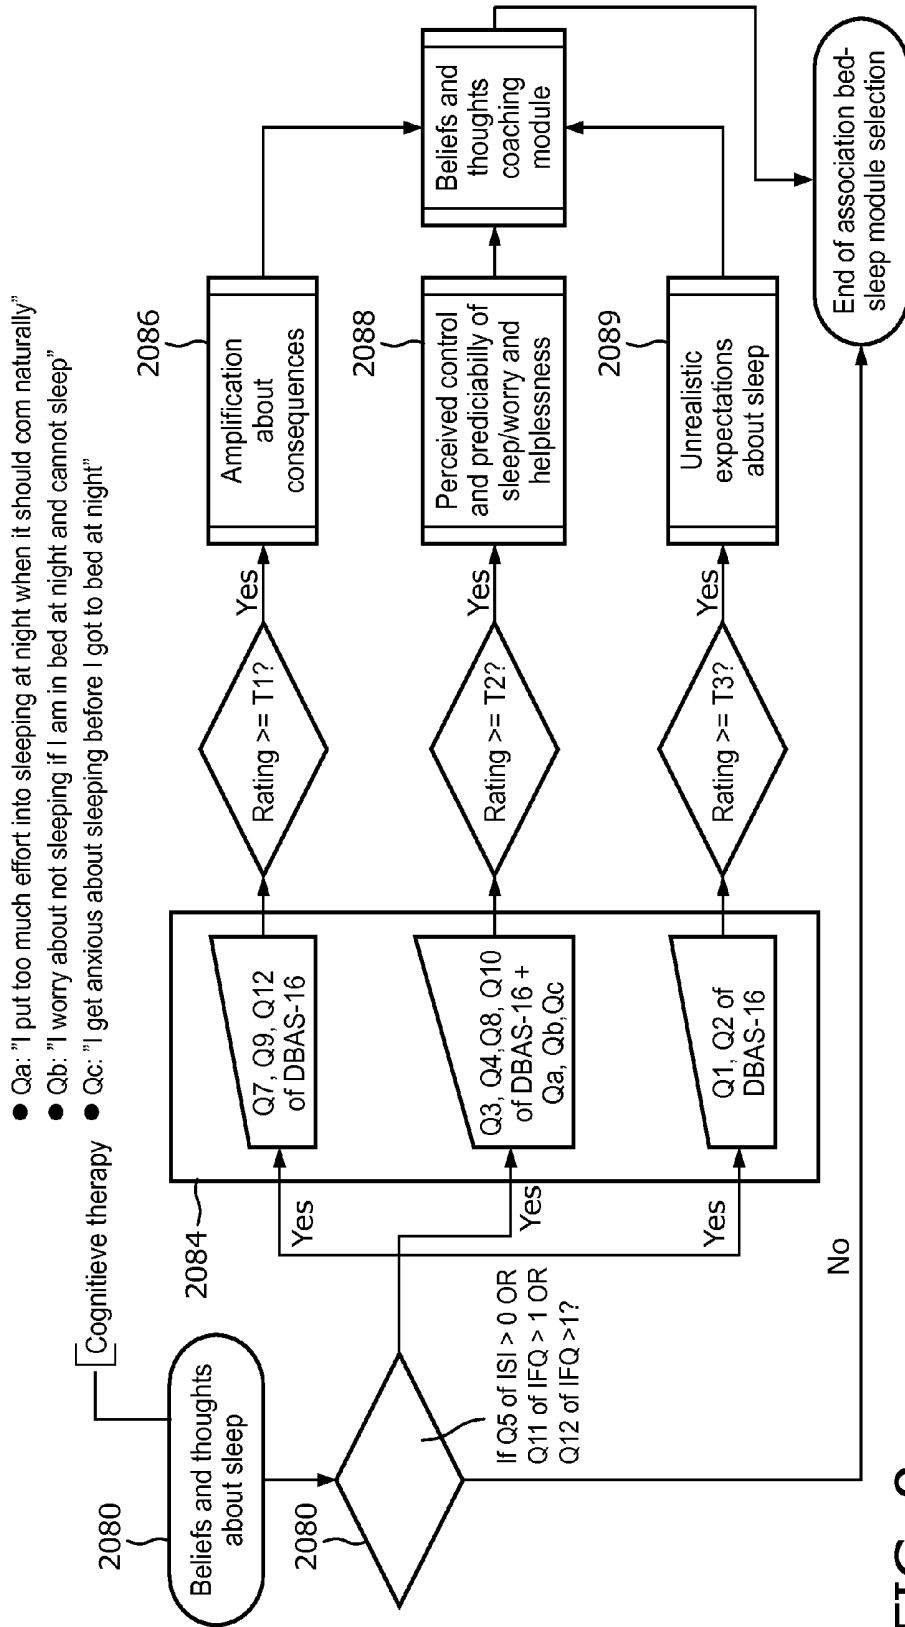 ● Qa: "I put too much effort into sleeping at night when it should com naturally"
● Qb: "I worry about not sleeping if I am in bed at night and cannot sleep"
● Qc: "I get anxious about sleeping before I got to bed at night"
Cognitieve therapy
2080
Beliefs and thoughts
about sleep
2080
If Q5 of ISI > 0 OR
Q11 of IFQ > 1 OR
Q12 of IFQ >1?
Yes
Yes
Yes
No
2084
Q7, Q9, Q12
of DBAS-16
Q3, Q4,Q8, Q10
of DBAS-16 +
Qa, Qb,Qc
Q1, Q2 of
DBAS-16
Rating >= T1?
Rating >= T2?
Rating >= T3?
Yes
Yes
Yes
2086
Amplification
about
consequences
2088
Perceived control
and prediciabilly of
sleep/worry and
helplessness
2089
Unrealistic
expectations
about sleep
Beliefs and
thoughts
coaching
module
End of association bed-
sleep module selection